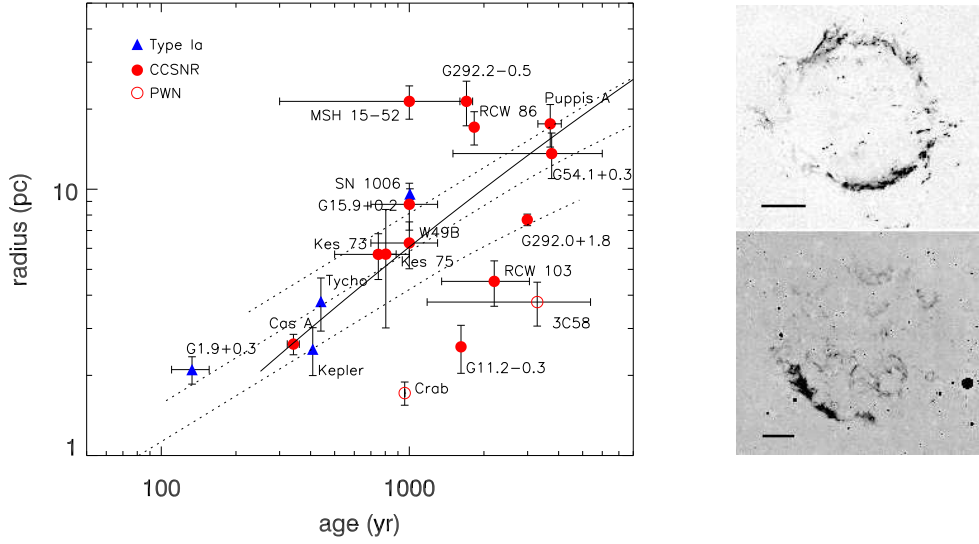 Type Ia
CCSNR
PWN
G292.2−0.5
MSH 15−52
RCW 86
Puppis A
G54.1+0.3
SN 1006
G15.9+0.2
W49B
G292.0+1.8
Kes 73
Kes 75
RCW 103
Tycho
3C58
Cas A
G1.9+0.3
Kepler
G11.2−0.3
Crab
10
1
100
1000
radius (pc)
age (yr)